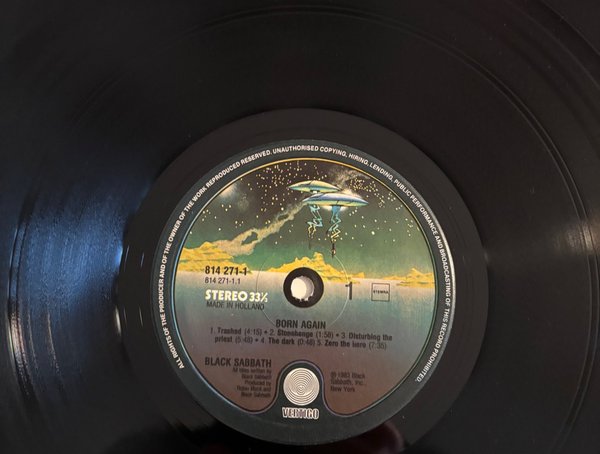 ALL RIGHTS OF THE PRODUCER AND OF THE OWNER OF THE WORK REPRODUCED RESERVED. UNAUTHORISED COPYING, HIRING, LENDING, PUBLIC PERFORMANCE AND BROADCASTING OF THIS RECORD PROHIBITED.
814 271-1
814 271-1.1
1
STEMRA
STEREO 33⅓
MADE IN HOLLAND
BORN AGAIN
1. Trashed (4:15) • 2. Stonehenge (1:58) • 3 Disturbing the
priest (5:48) • 4. The dark (0:48) 5. Zero the hero (7:35)
BLACK SABBATH
All titles written by
Black Sabbath
Produced by
Robin Black and
Black Sabbath
℗ 1983 Black
Sabbath, Inc.
New York
VERTIGO